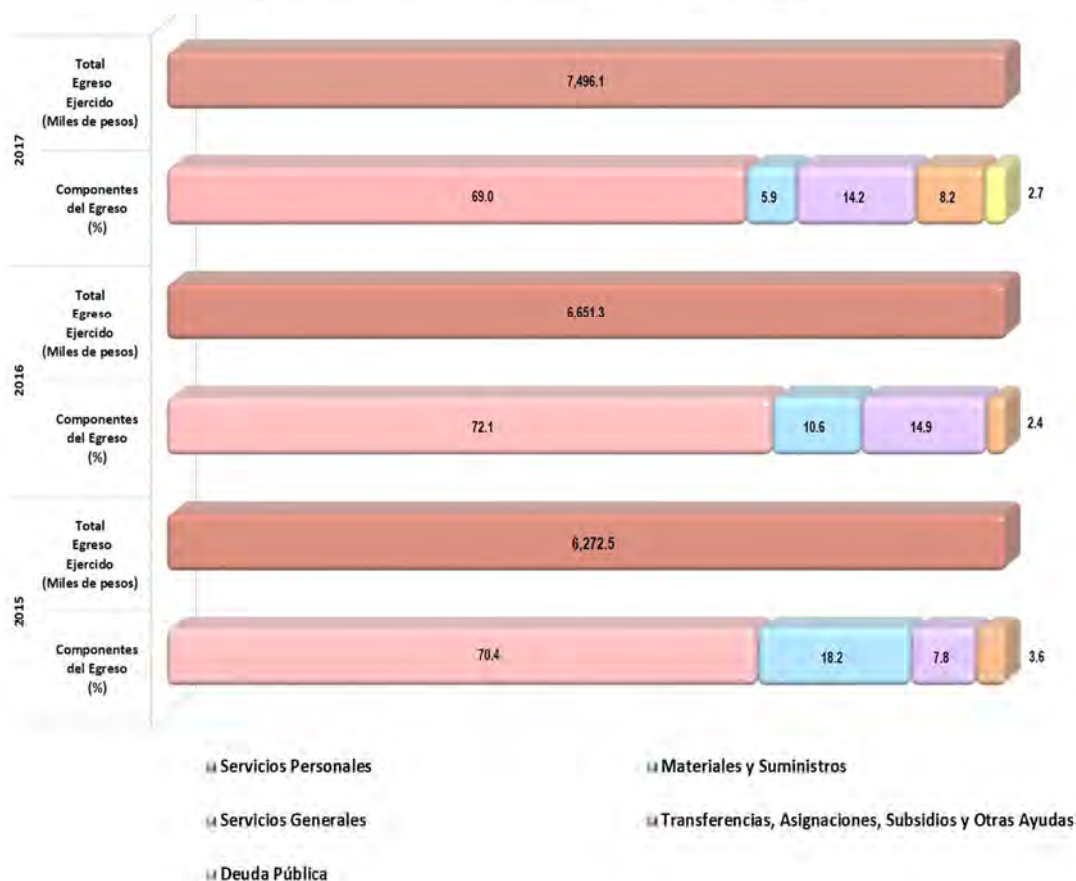 2017
Total
Egreso
Ejercido
(Miles de pesos)
7,496.1
Componentes
del Egreso
(%)
69.0
5.9
14.2
8.2
2.7
2016
Total
Egreso
Ejercido
(Miles de pesos)
6,651.3
Componentes
del Egreso
(%)
72.1
10.6
14.9
2.4
2015
Total
Egreso
Ejercido
(Miles de pesos)
6,272.5
Componentes
del Egreso
(%)
70.4
18.2
7.8
3.6
Servicios Personales
Materiales y Suministros
Servicios Generales
Transferencias, Asignaciones, Subsidios y Otras Ayudas
Deuda Pública